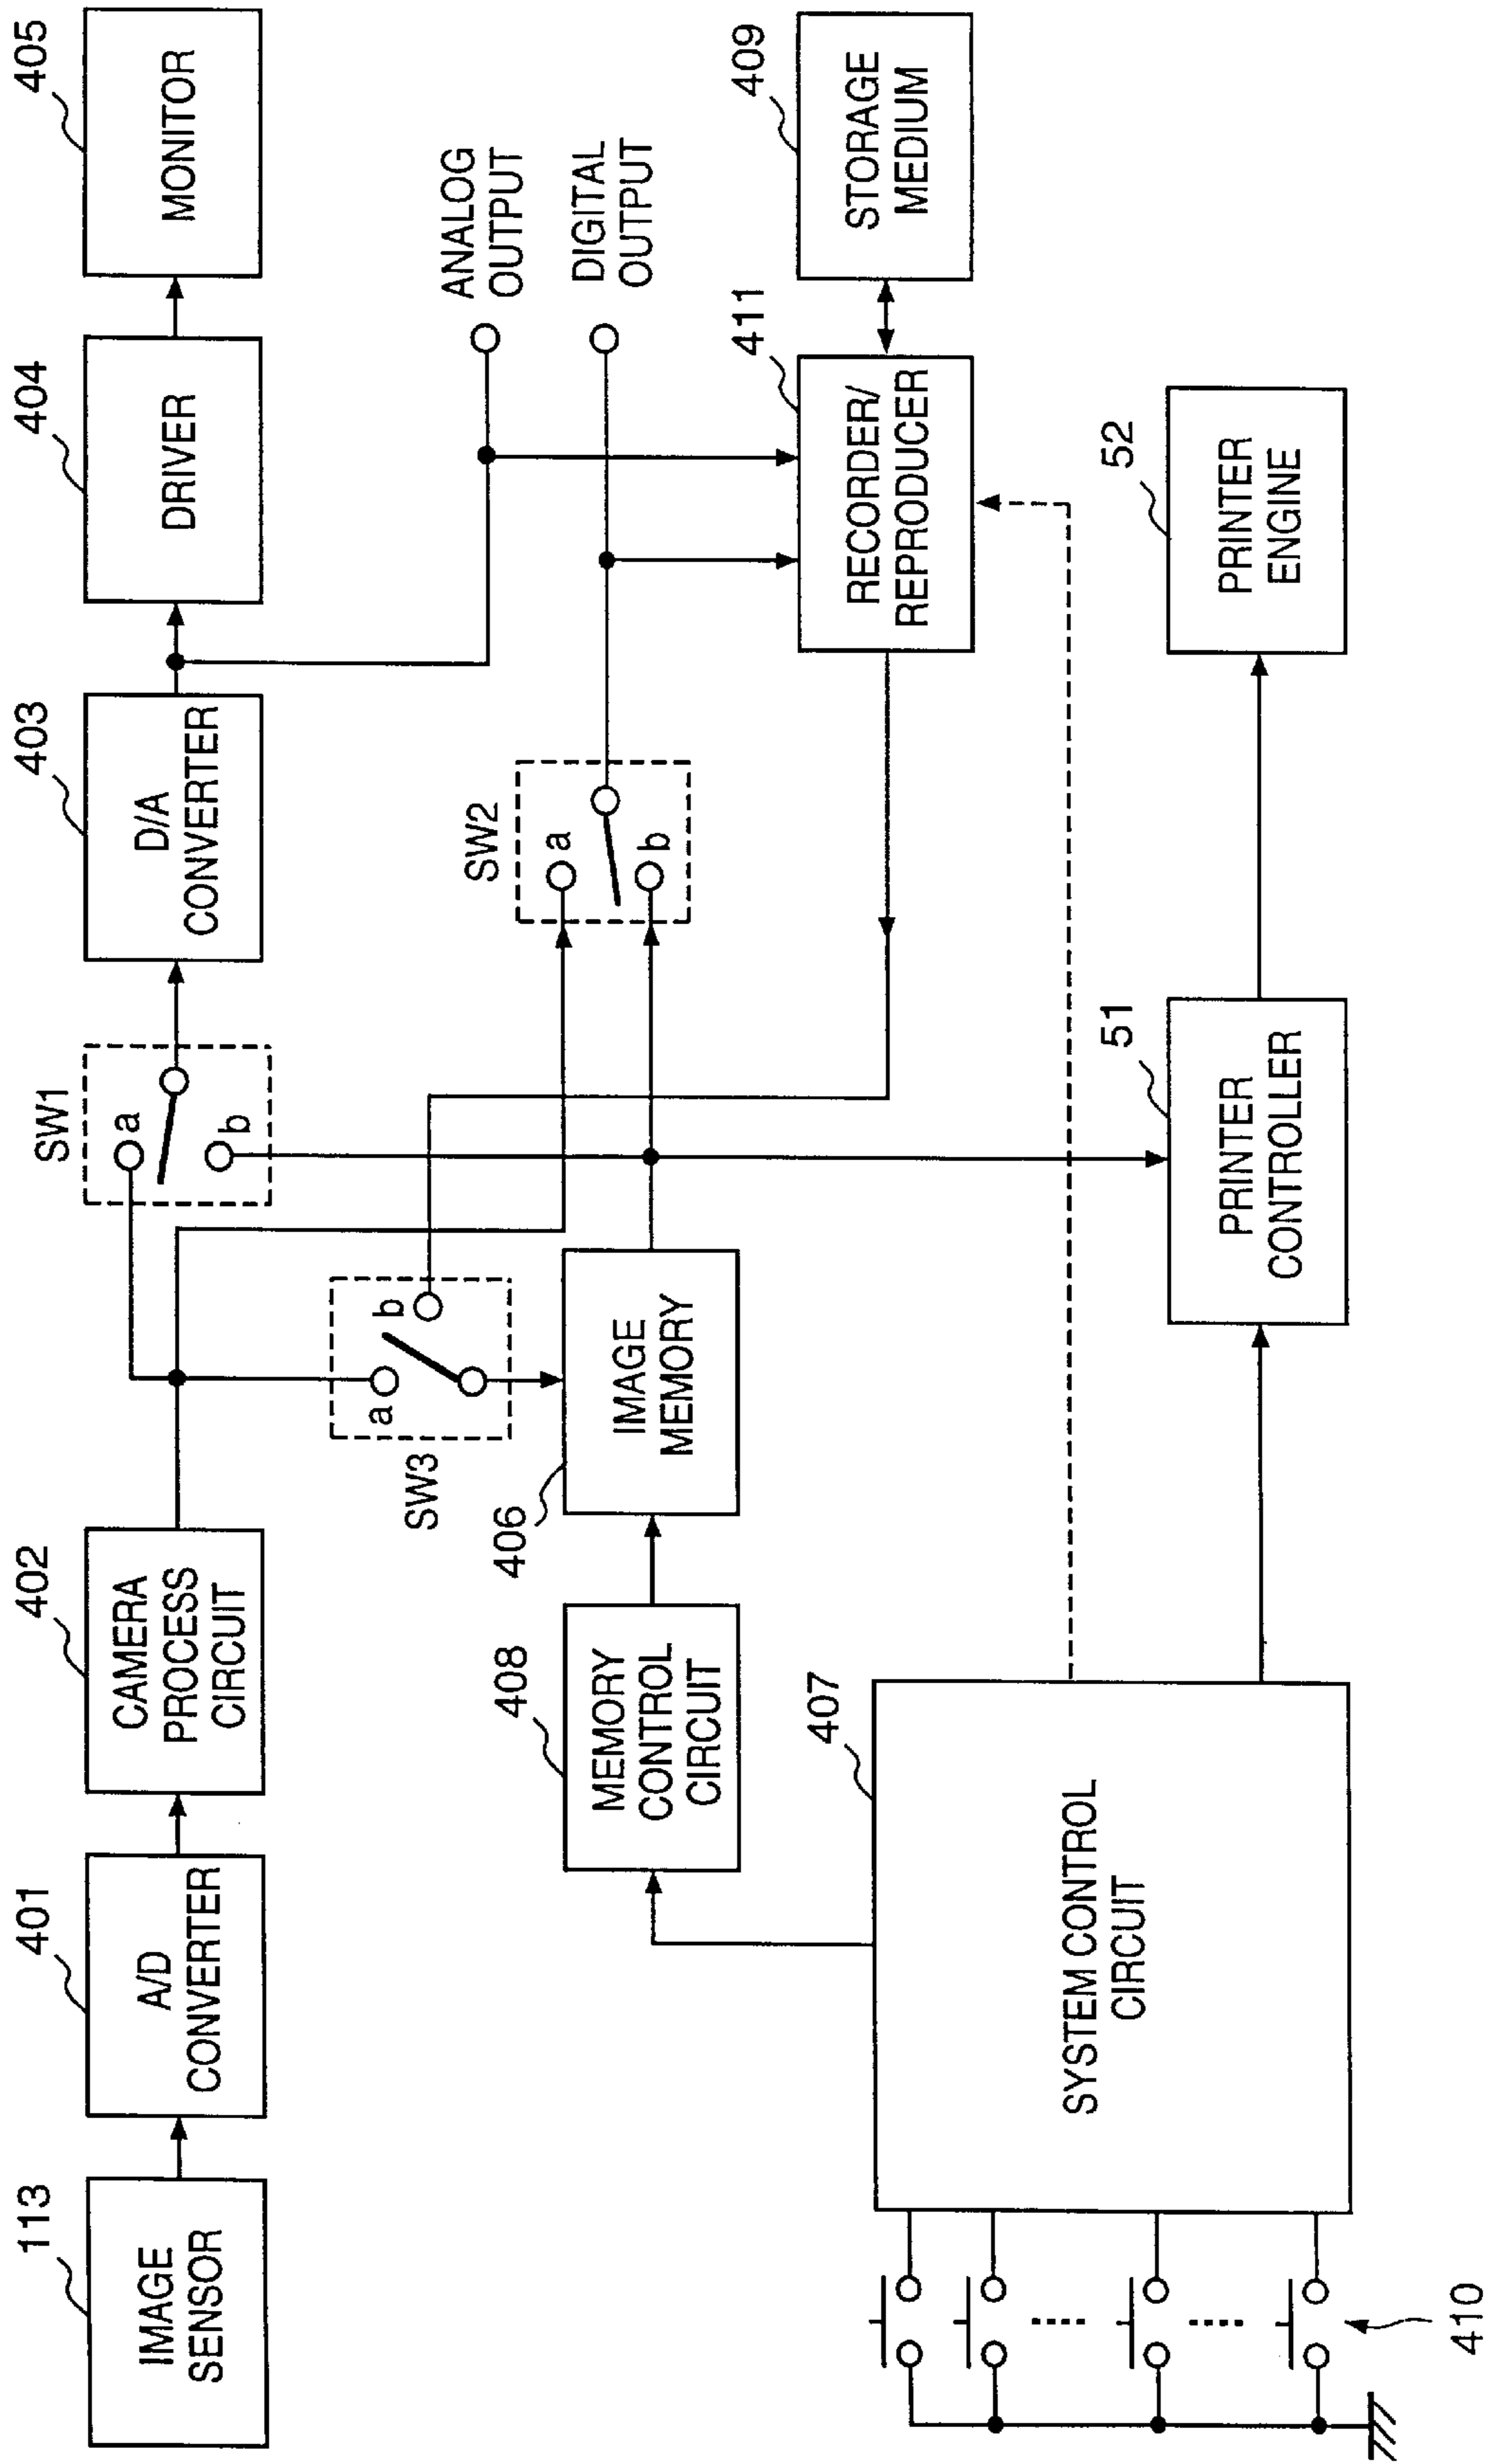 113
IMAGE
SENSOR
401
A/D
CONVERTER
402
CAMERA
PROCESS
CIRCUIT
SW1
a
b
403
D/A
CONVERTER
404
DRIVER
405
MONITOR
SW3
a
b
SW2
a
b
ANALOG
OUTPUT
DIGITAL
OUTPUT
408
MEMORY
CONTROL
CIRCUIT
406
IMAGE
MEMORY
411
RECORDER/
REPRODUCER
409
STORAGE
MEDIUM
407
SYSTEM CONTROL
CIRCUIT
51
PRINTER
CONTROLLER
52
PRINTER
ENGINE
410